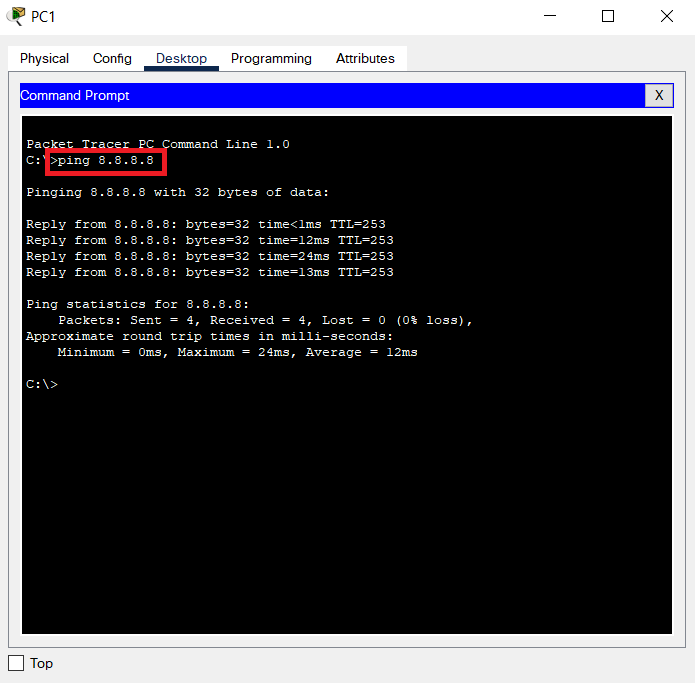 PC1
Physical Config Desktop Programming Attributes
Command Prompt X
Packet Tracer PC Command Line 1.0
C:\>ping 8.8.8.8
Pinging 8.8.8.8 with 32 bytes of data:
Reply from 8.8.8.8: bytes=32 time<1ms TTL=253
Reply from 8.8.8.8: bytes=32 time=12ms TTL=253
Reply from 8.8.8.8: bytes=32 time=24ms TTL=253
Reply from 8.8.8.8: bytes=32 time=13ms TTL=253
Ping statistics for 8.8.8.8:
Packets: Sent = 4, Received = 4, Lost = 0 (0% loss),
Approximate round trip times in milli-seconds:
Minimum = 0ms, Maximum = 24ms, Average = 12ms
C:\>
Top